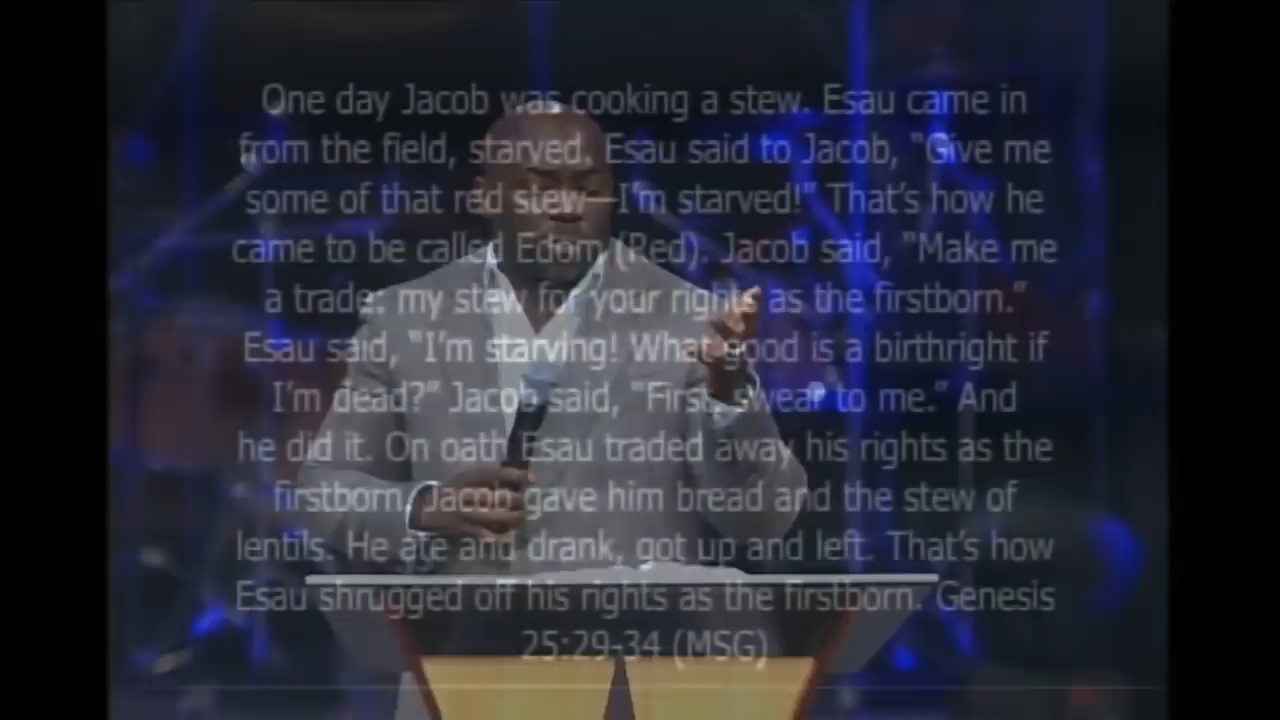 One day Jacob was cooking a stew. Esau came in
from the field, starved. Esau said to Jacob, “Give me
some of that red stew—I’m starved!” That’s how he
came to be called Edom (Red). Jacob said, “Make me
a trade: my stew for your rights as the firstborn.”
Esau said, “I’m starving! What good is a birthright if
I’m dead?” Jacob said, “First, swear to me.” And
he did it. On oath Esau traded away his rights as the
firstborn. Jacob gave him bread and the stew of
lentils. He ate and drank, got up and left. That’s how
Esau shrugged off his rights as the firstborn. Genesis
25:29-34 (MSG)